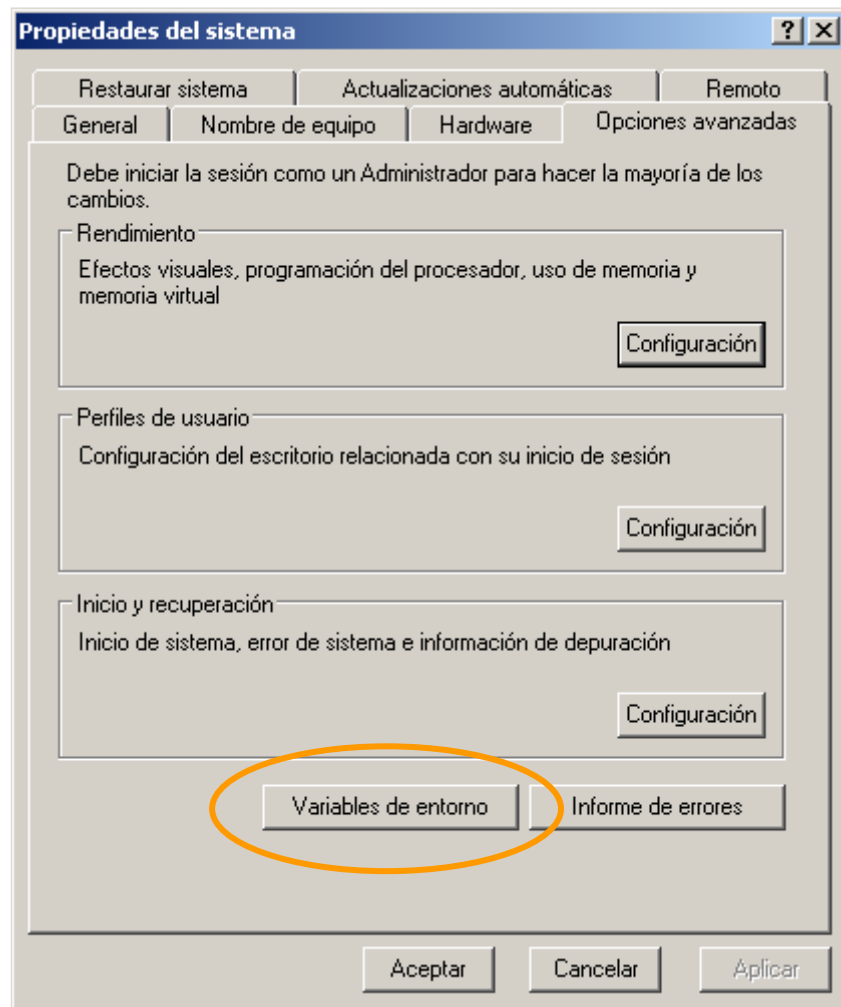 Propiedades del sistema
Restaurar sistema Actualizaciones automáticas Remoto
General Nombre de equipo Hardware Opciones avanzadas
Debe iniciar la sesión como un Administrador para hacer la mayoría de los
cambios.
Rendimiento
Efectos visuales, programación del procesador, uso de memoria y
memoria virtual
Configuración
Perfiles de usuario
Configuración del escritorio relacionada con su inicio de sesión
Configuración
Inicio y recuperación
Inicio de sistema, error de sistema e información de depuración
Configuración
Variables de entorno Informe de errores
Aceptar Cancelar Aplicar